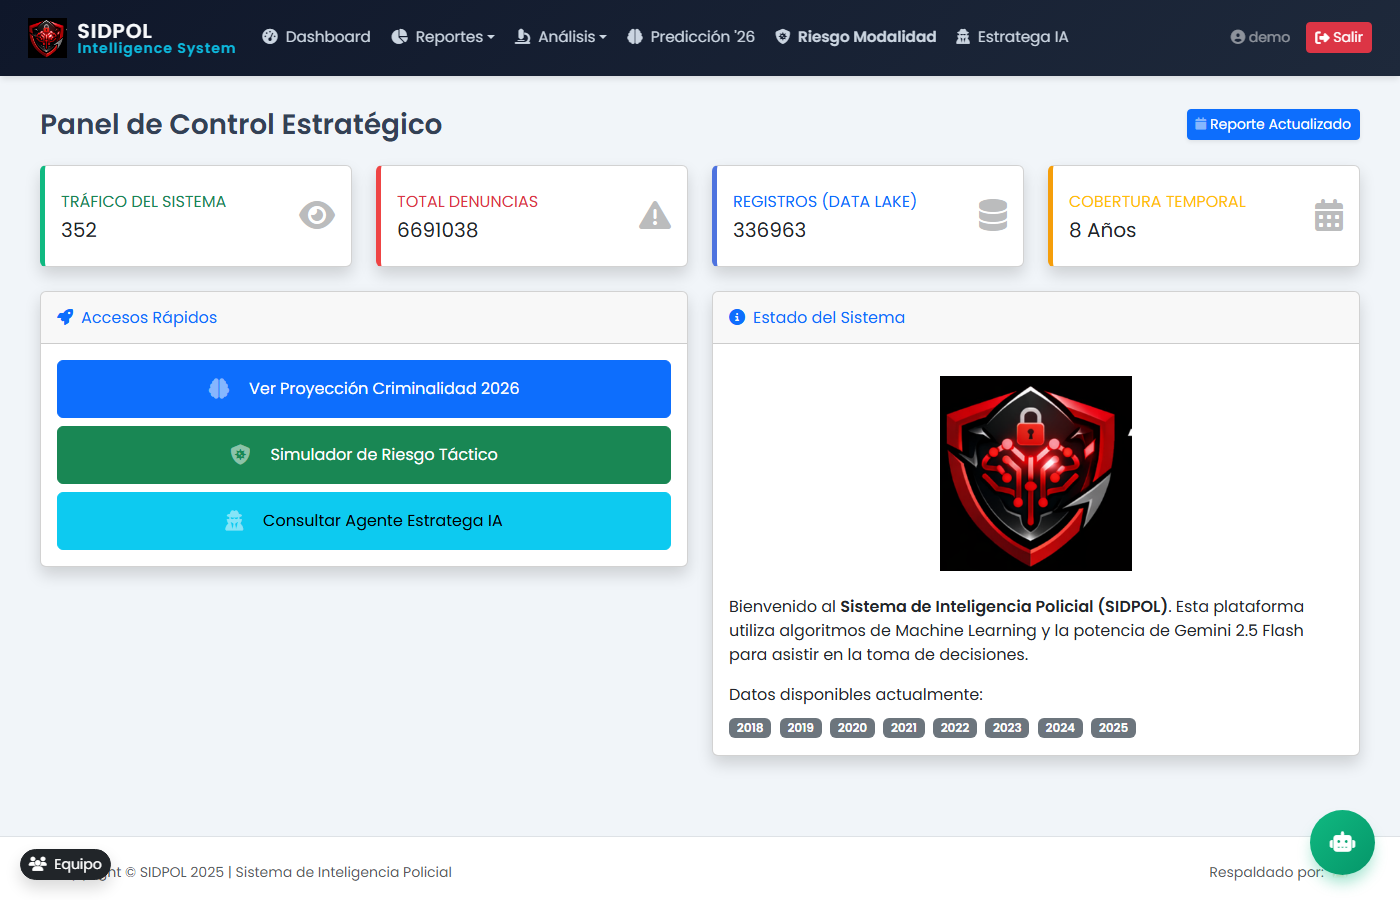 SIDPOL
Intelligence System
Dashboard
Reportes
Análisis
Predicción '26
Riesgo Modalidad
Estratega IA
demo
Salir
Panel de Control Estratégico
Reporte Actualizado
TRÁFICO DEL SISTEMA
352
TOTAL DENUNCIAS
6691038
REGISTROS (DATA LAKE)
336963
COBERTURA TEMPORAL
8 Años
Accesos Rápidos
Ver Proyección Criminalidad 2026
Simulador de Riesgo Táctico
Consultar Agente Estratega IA
Estado del Sistema
Bienvenido al Sistema de Inteligencia Policial (SIDPOL). Esta plataforma
utiliza algoritmos de Machine Learning y la potencia de Gemini 2.5 Flash
para asistir en la toma de decisiones.
Datos disponibles actualmente:
2018 2019 2020 2021 2022 2023 2024 2025
Equipo
© SIDPOL 2025 | Sistema de Inteligencia Policial
Respaldado por: